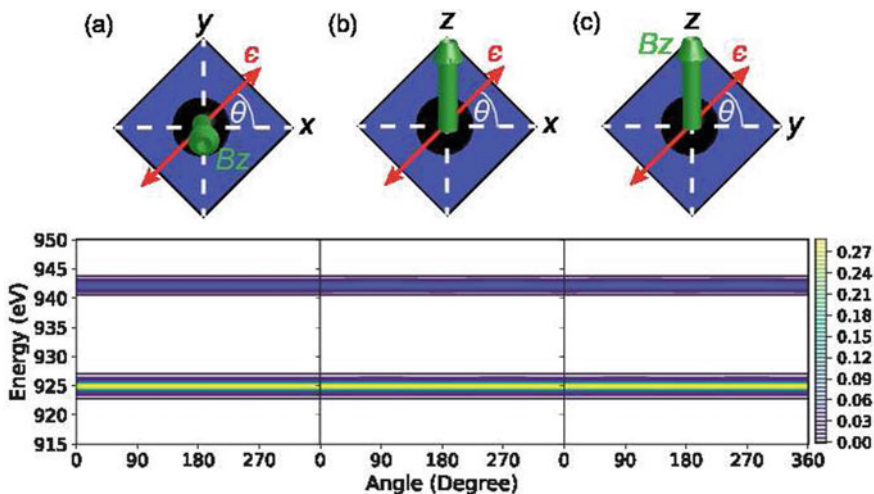 (a) y ϵ θ x Bz
(b) z ϵ θ x
(c) z Bz ϵ θ y
Energy (eV)
950
945
940
935
930
925
920
915
0 90 180 270
0 90 180 270
0 90 180 270 360
Angle (Degree)
0.27
0.24
0.21
0.18
0.15
0.12
0.09
0.06
0.03
0.00